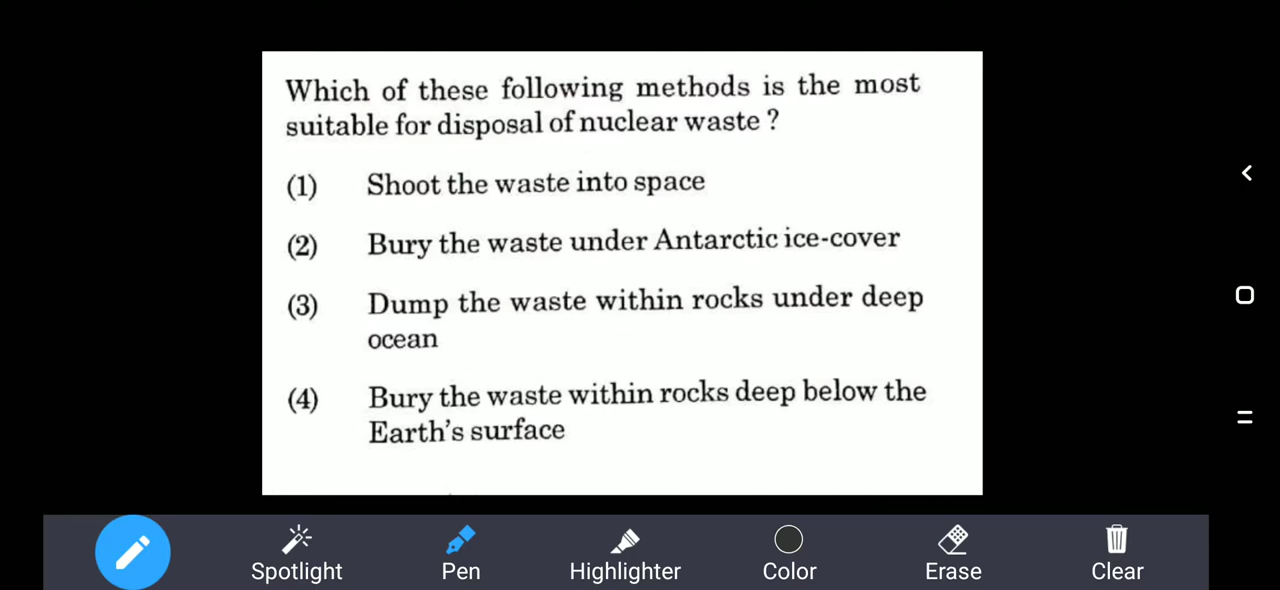 Which of these following methods is the most
suitable for disposal of nuclear waste ?
(1) Shoot the waste into space
(2) Bury the waste under Antarctic ice-cover
(3) Dump the waste within rocks under deep
ocean
(4) Bury the waste within rocks deep below the
Earth's surface
Spotlight Pen Highlighter Color Erase Clear